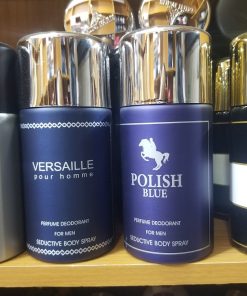 VERSAILLE
pour homme
PERFUME DEODORANT
FOR MEN
SEDUCTIVE BODY SPRAY
POLISH
BLUE
PERFUME DEODORANT
FOR MEN
SEDUCTIVE BODY SPRAY